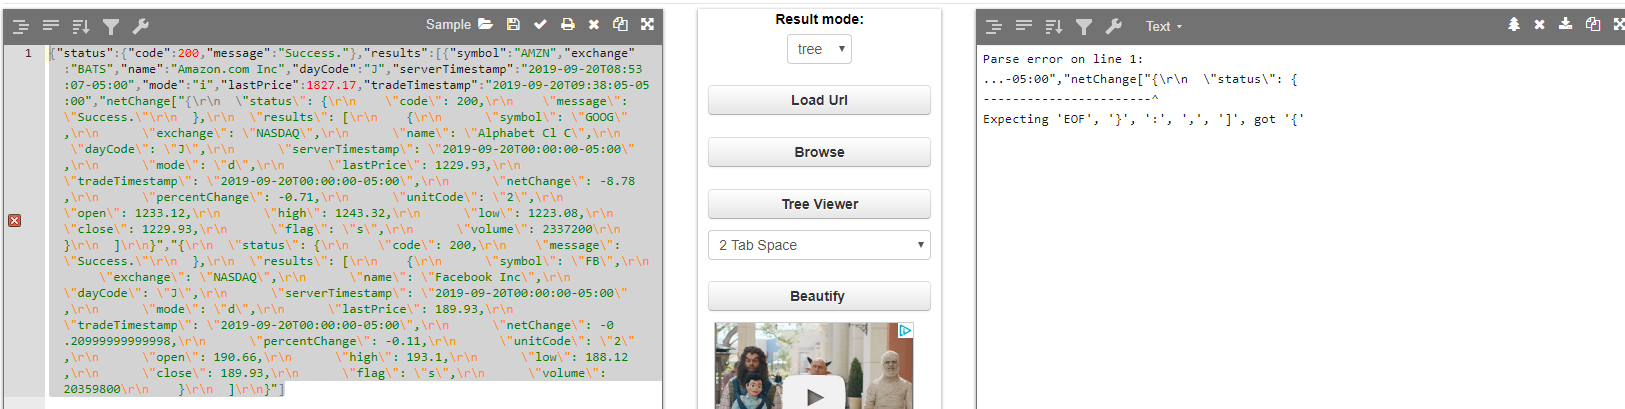 Sample
1
{"status":{"code":200,"message":"Success."},"results":[{"symbol":"AMZN","exchange"
:"BATS","name":"Amazon.com Inc","dayCode":"J","serverTimestamp":"2019-09-20T08:53
:07-05:00","mode":"i","lastPrice":1827.17,"tradeTimestamp":"2019-09-20T09:38:05-05
:00","netChange["{\r\n  \"status\": {\r\n    \"code\": 200,\r\n    \"message\":
\"Success.\"\r\n  },\r\n  \"results\": [\r\n    {\r\n      \"symbol\": \"GOOG\"
,\r\n      \"exchange\": \"NASDAQ\",\r\n      \"name\": \"Alphabet Cl C\",\r\n
\"dayCode\": \"J\",\r\n      \"serverTimestamp\": \"2019-09-20T00:00:00-05:00\"
,\r\n      \"mode\": \"d\",\r\n      \"lastPrice\": 1229.93,\r\n
\"tradeTimestamp\": \"2019-09-20T00:00:00-05:00\",\r\n      \"netChange\": -8.78
,\r\n      \"percentChange\": -0.71,\r\n      \"unitCode\": \"2\",\r\n
\"open\": 1233.12,\r\n      \"high\": 1243.32,\r\n      \"low\": 1223.08,\r\n
\"close\": 1229.93,\r\n      \"flag\": \"s\",\r\n      \"volume\": 2337200\r\n
}\r\n  ]\r\n}","{\r\n  \"status\": {\r\n    \"code\": 200,\r\n    \"message\":
\"Success.\"\r\n  },\r\n  \"results\": [\r\n    {\r\n      \"symbol\": \"FB\",\r\n
\"exchange\": \"NASDAQ\",\r\n      \"name\": \"Facebook Inc\",\r\n
\"dayCode\": \"J\",\r\n      \"serverTimestamp\": \"2019-09-20T00:00:00-05:00\"
,\r\n      \"mode\": \"d\",\r\n      \"lastPrice\": 189.93,\r\n
\"tradeTimestamp\": \"2019-09-20T00:00:00-05:00\",\r\n      \"netChange\": -0
.20999999999998,\r\n      \"percentChange\": -0.11,\r\n      \"unitCode\": \"2\"
,\r\n      \"open\": 190.66,\r\n      \"high\": 193.1,\r\n      \"low\": 188.12
,\r\n      \"close\": 189.93,\r\n      \"flag\": \"s\",\r\n      \"volume\":
20359800\r\n    }\r\n  ]\r\n}"]
Result mode:
tree
Load Url
Browse
Tree Viewer
2 Tab Space
Beautify
Text
Parse error on line 1:
...-05:00","netChange["{\r\n  \"status\": {
-----------------------^
Expecting 'EOF', '}', ':', ',', ']', got '{'